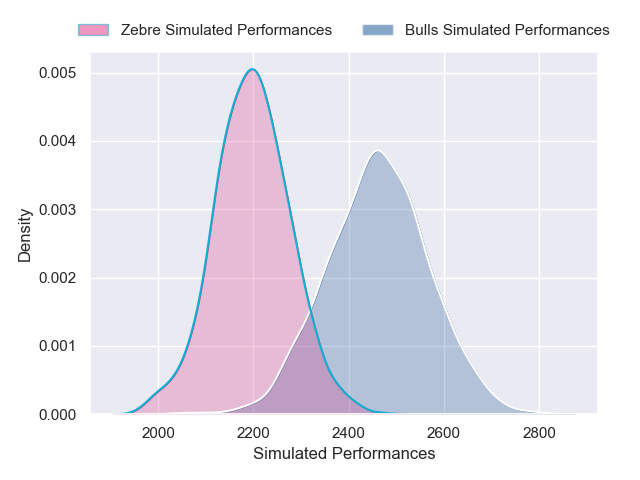 Zebre Simulated Performances Bulls Simulated Performances
0.005
0.004
0.003
0.002
0.001
0.000
Density
2000 2200 2400 2600 2800
Simulated Performances